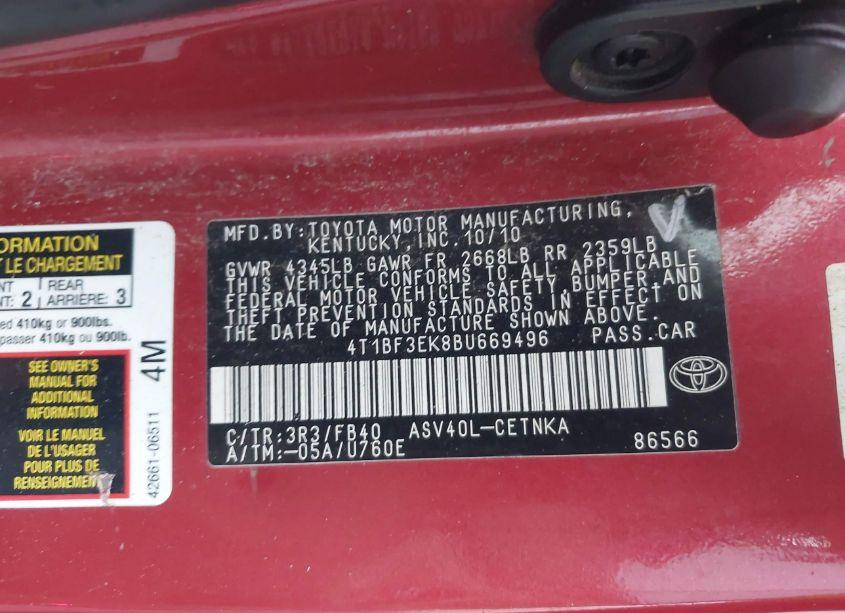 ORMATION
T LE CHARGEMENT
NT REAR
NT: 2 ARRIÈRE: 3
ed 410kg or 900lbs.
passer 410kg ou 900lb.
SEE OWNER'S
MANUAL FOR
ADDITIONAL
INFORMATION
VOIR LE MANUEL
DE L'USAGER
POUR PLUS DE
RENSEIGNEMENT
4M
42661-06511
MFD.BY:TOYOTA MOTOR MANUFACTURING,
KENTUCKY, INC.10/10
GVWR 4345LB GAWR FR 2668LB RR 2359LB
THIS VEHICLE CONFORMS TO ALL APPLICABLE
FEDERAL MOTOR VEHICLE SAFETY, BUMPER,AND
THEFT PREVENTION STANDARDS IN EFFECT ON
THE DATE OF MANUFACTURE SHOWN ABOVE.
4T1BF3EK8BU669496 PASS.CAR
C/TR:3R3/FB40 ASV40L-CETNKA
A/TM:-05A/U760E 86566